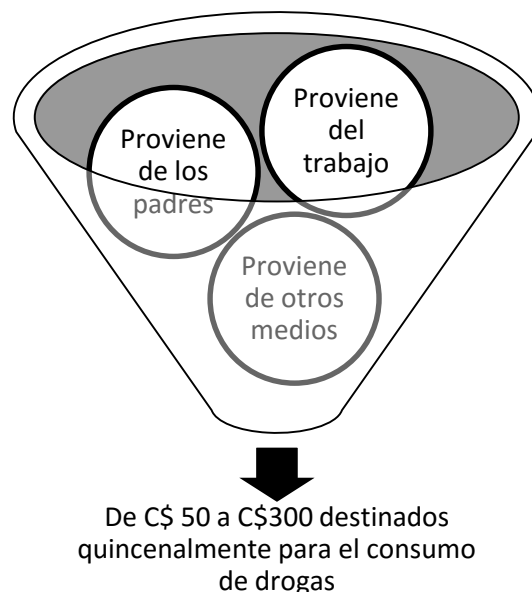 Proviene
de los
padres
Proviene
del
trabajo
Proviene
de otros
medios
De C$ 50 a C$300 destinados
quincenalmente para el consumo
de drogas